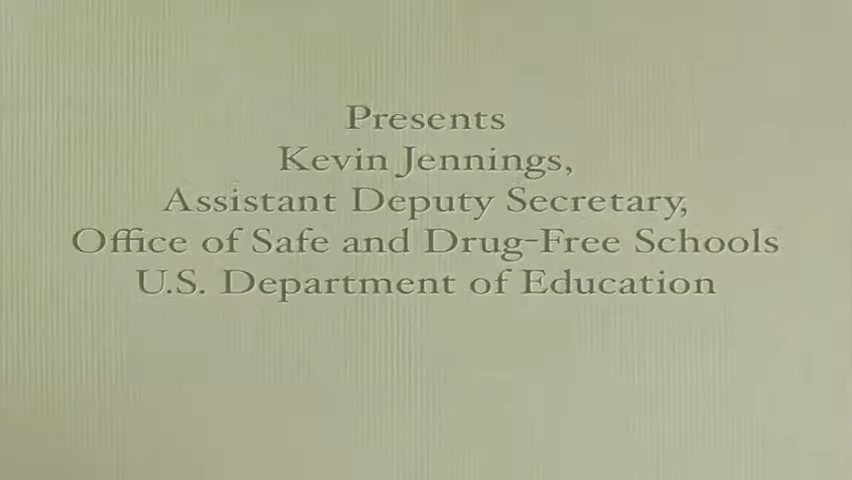 Presents
Kevin Jennings,
Assistant Deputy Secretary,
Office of Safe and Drug-Free Schools
U.S. Department of Education